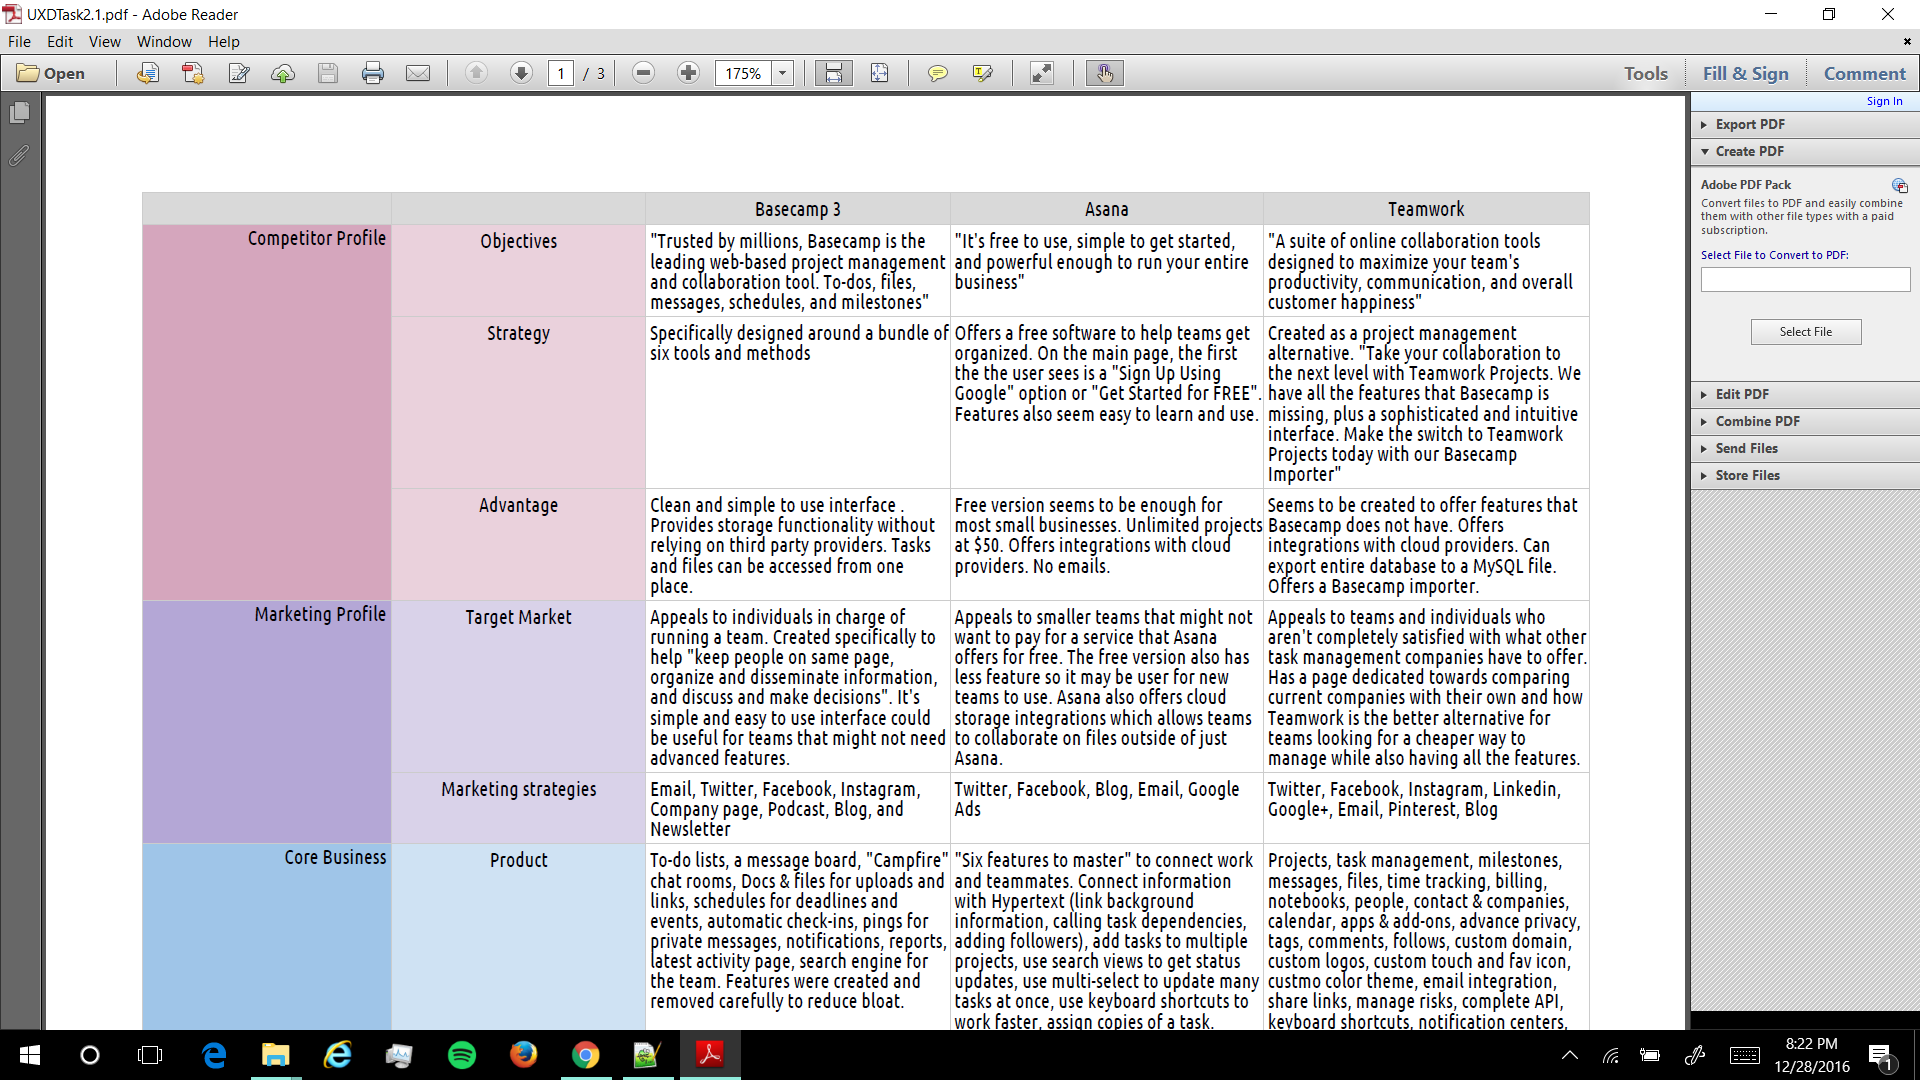 UXDTask2.1.pdf - Adobe Reader
File Edit View Window Help
Open 1 / 3 175% Tools Fill & Sign Comment
Sign In
Export PDF
Create PDF
Adobe PDF Pack
Convert files to PDF and easily combine
them with other file types with a paid
subscription.
Select File to Convert to PDF:
Select File
Edit PDF
Combine PDF
Send Files
Store Files
Basecamp 3
Asana
Teamwork
Competitor Profile
Objectives
"Trusted by millions, Basecamp is the
leading web-based project management
and collaboration tool. To-dos, files,
messages, schedules, and milestones"
"It's free to use, simple to get started,
and powerful enough to run your entire
business"
"A suite of online collaboration tools
designed to maximize your team's
productivity, communication, and overall
customer happiness"
Strategy
Specifically designed around a bundle of
six tools and methods
Offers a free software to help teams get
organized. On the main page, the first
the the user sees is a "Sign Up Using
Google" option or "Get Started for FREE".
Features also seem easy to learn and use.
Created as a project management
alternative. "Take your collaboration to
the next level with Teamwork Projects. We
have all the features that Basecamp is
missing, plus a sophisticated and intuitive
interface. Make the switch to Teamwork
Projects today with our Basecamp
Importer"
Advantage
Clean and simple to use interface .
Provides storage functionality without
relying on third party providers. Tasks
and files can be accessed from one
place.
Free version seems to be enough for
most small businesses. Unlimited projects
at $50. Offers integrations with cloud
providers. No emails.
Seems to be created to offer features that
Basecamp does not have. Offers
integrations with cloud providers. Can
export entire database to a MySQL file.
Offers a Basecamp importer.
Marketing Profile
Target Market
Appeals to individuals in charge of
running a team. Created specifically to
help "keep people on same page,
organize and disseminate information,
and discuss and make decisions". It's
simple and easy to use interface could
be useful for teams that might not need
advanced features.
Appeals to smaller teams that might not
want to pay for a service that Asana
offers for free. The free version also has
less feature so it may be user for new
teams to use. Asana also offers cloud
storage integrations which allows teams
to collaborate on files outside of just
Asana.
Appeals to teams and individuals who
aren't completely satisfied with what other
task management companies have to offer.
Has a page dedicated towards comparing
current companies with their own and how
Teamwork is the better alternative for
teams looking for a cheaper way to
manage while also having all the features.
Marketing strategies
Email, Twitter, Facebook, Instagram,
Company page, Podcast, Blog, and
Newsletter
Twitter, Facebook, Blog, Email, Google
Ads
Twitter, Facebook, Instagram, Linkedin,
Google+, Email, Pinterest, Blog
Core Business
Product
To-do lists, a message board, "Campfire"
chat rooms, Docs & files for uploads and
links, schedules for deadlines and
events, automatic check-ins, pings for
private messages, notifications, reports,
latest activity page, search engine for
the team. Features were created and
removed carefully to reduce bloat.
"Six features to master" to connect work
and teammates. Connect information
with Hypertext (link background
information, calling task dependencies,
adding followers), add tasks to multiple
projects, use search views to get status
updates, use multi-select to update many
tasks at once, use keyboard shortcuts to
work faster, assign copies of a task.
Projects, task management, milestones,
messages, files, time tracking, billing,
notebooks, people, contact & companies,
calendar, apps & add-ons, advance privacy,
tags, comments, follows, custom domain,
custom logos, custom touch and fav icon,
custmo color theme, email integration,
share links, manage risks, complete API,
keyboard shortcuts, notification centers,
8:22 PM
12/28/2016
1